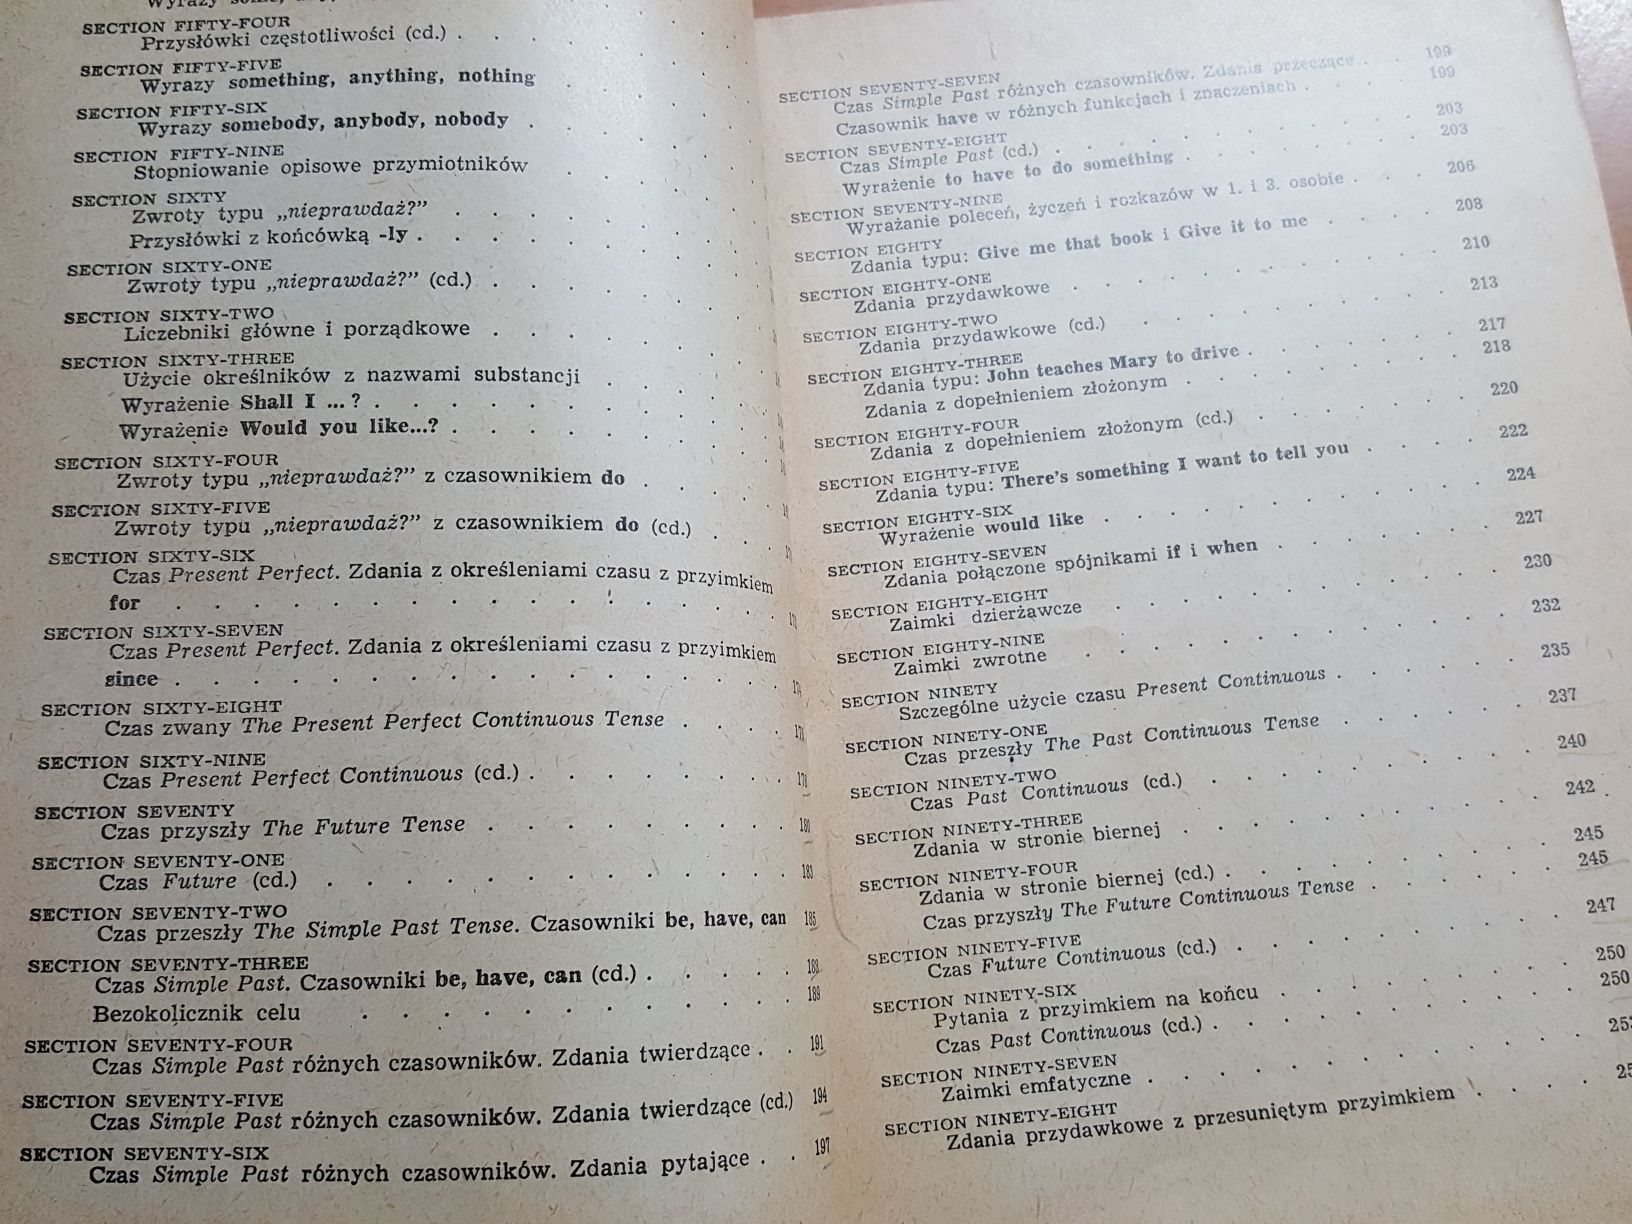 SECTION FIFTY-FOUR
Przysłówki częstotliwości (cd.)
SECTION FIFTY-FIVE
Wyrazy something, anything, nothing
SECTION FIFTY-SIX
Wyrazy somebody, anybody, nobody
SECTION FIFTY-NINE
Stopniowanie opisowe przymiotników
SECTION SIXTY
Zwroty typu „nieprawdaż?”
Przysłówki z końcówką -ly
SECTION SIXTY-ONE
Zwroty typu „nieprawdaż?” (cd.)
SECTION SIXTY-TWO
Liczebniki główne i porządkowe
SECTION SIXTY-THREE
Użycie określników z nazwami substancji
Wyrażenie Shall I ...?
Wyrażenie Would you like...?
SECTION SIXTY-FOUR
Zwroty typu „nieprawdaż?” z czasownikiem do
SECTION SIXTY-FIVE
Zwroty typu „nieprawdaż?” z czasownikiem do (cd.)
SECTION SIXTY-SIX
Czas Present Perfect. Zdania z określeniami czasu z przyimkiem
for
SECTION SIXTY-SEVEN
Czas Present Perfect. Zdania z określeniami czasu z przyimkiem
since
SECTION SIXTY-EIGHT
Czas zwany The Present Perfect Continuous Tense
SECTION SIXTY-NINE
Czas Present Perfect Continuous (cd.)
SECTION SEVENTY
Czas przyszły The Future Tense 180
SECTION SEVENTY-ONE
Czas Future (cd.) 183
SECTION SEVENTY-TWO
Czas przeszły The Simple Past Tense. Czasowniki be, have, can 185
SECTION SEVENTY-THREE
Czas Simple Past. Czasowniki be, have, can (cd.) 188
Bezokolicznik celu 189
SECTION SEVENTY-FOUR
Czas Simple Past różnych czasowników. Zdania twierdzące 191
SECTION SEVENTY-FIVE
Czas Simple Past różnych czasowników. Zdania twierdzące (cd.) 194
SECTION SEVENTY-SIX
Czas Simple Past różnych czasowników. Zdania pytające 197
SECTION SEVENTY-SEVEN
Czas Simple Past różnych czasowników. Zdania przeczące 199
Czasownik have w różnych funkcjach i znaczeniach 199
SECTION SEVENTY-EIGHT
Czas Simple Past (cd.) 203
Wyrażenie to have to do something 203
SECTION SEVENTY-NINE
Wyrażanie poleceń, życzeń i rozkazów w 1. i 3. osobie 206
SECTION EIGHTY
Zdania typu: Give me that book i Give it to me 208
SECTION EIGHTY-ONE
Zdania przydawkowe 210
SECTION EIGHTY-TWO
Zdania przydawkowe (cd.) 213
SECTION EIGHTY-THREE
Zdania typu: John teaches Mary to drive 217
Zdania z dopełnieniem złożonym 218
SECTION EIGHTY-FOUR
Zdania z dopełnieniem złożonym (cd.) 220
SECTION EIGHTY-FIVE
Zdania typu: There's something I want to tell you 222
SECTION EIGHTY-SIX
Wyrażenie would like 224
SECTION EIGHTY-SEVEN
Zdania połączone spójnikami if i when 227
SECTION EIGHTY-EIGHT
Zaimki dzierżawcze 230
SECTION EIGHTY-NINE
Zaimki zwrotne 232
SECTION NINETY
Szczególne użycie czasu Present Continuous 235
SECTION NINETY-ONE
Czas przeszły The Past Continuous Tense 237
SECTION NINETY-TWO
Czas Past Continuous (cd.) 240
SECTION NINETY-THREE
Zdania w stronie biernej 242
SECTION NINETY-FOUR
Zdania w stronie biernej (cd.) 245
Czas przyszły The Future Continuous Tense 245
SECTION NINETY-FIVE
Czas Future Continuous (cd.) 247
SECTION NINETY-SIX
Pytania z przyimkiem na końcu 250
Czas Past Continuous (cd.) 250
SECTION NINETY-SEVEN
Zaimki emfatyczne
SECTION NINETY-EIGHT
Zdania przydawkowe z przesuniętym przyimkiem